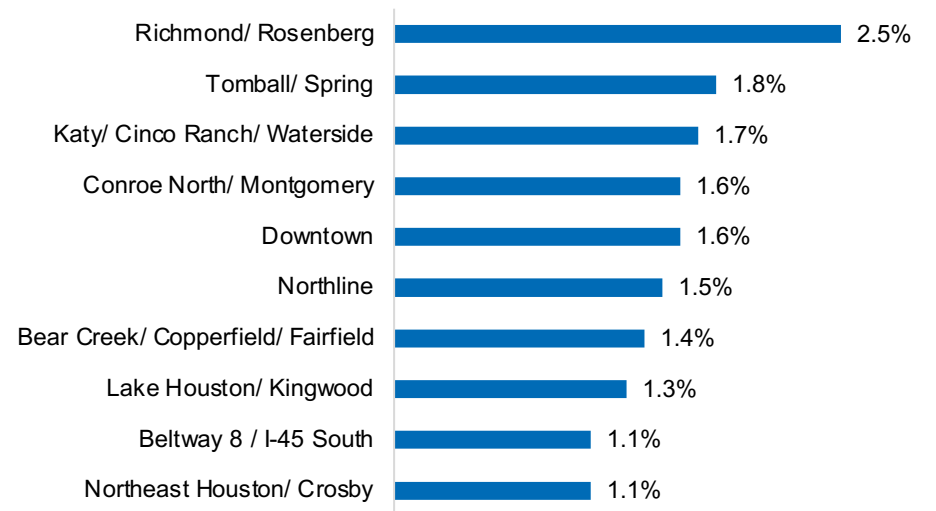 Richmond/ Rosenberg 2.5%
Tomball/ Spring 1.8%
Katy/ Cinco Ranch/ Waterside 1.7%
Conroe North/ Montgomery 1.6%
Downtown 1.6%
Northline 1.5%
Bear Creek/ Copperfield/ Fairfield 1.4%
Lake Houston/ Kingwood 1.3%
Beltway 8 / I-45 South 1.1%
Northeast Houston/ Crosby 1.1%